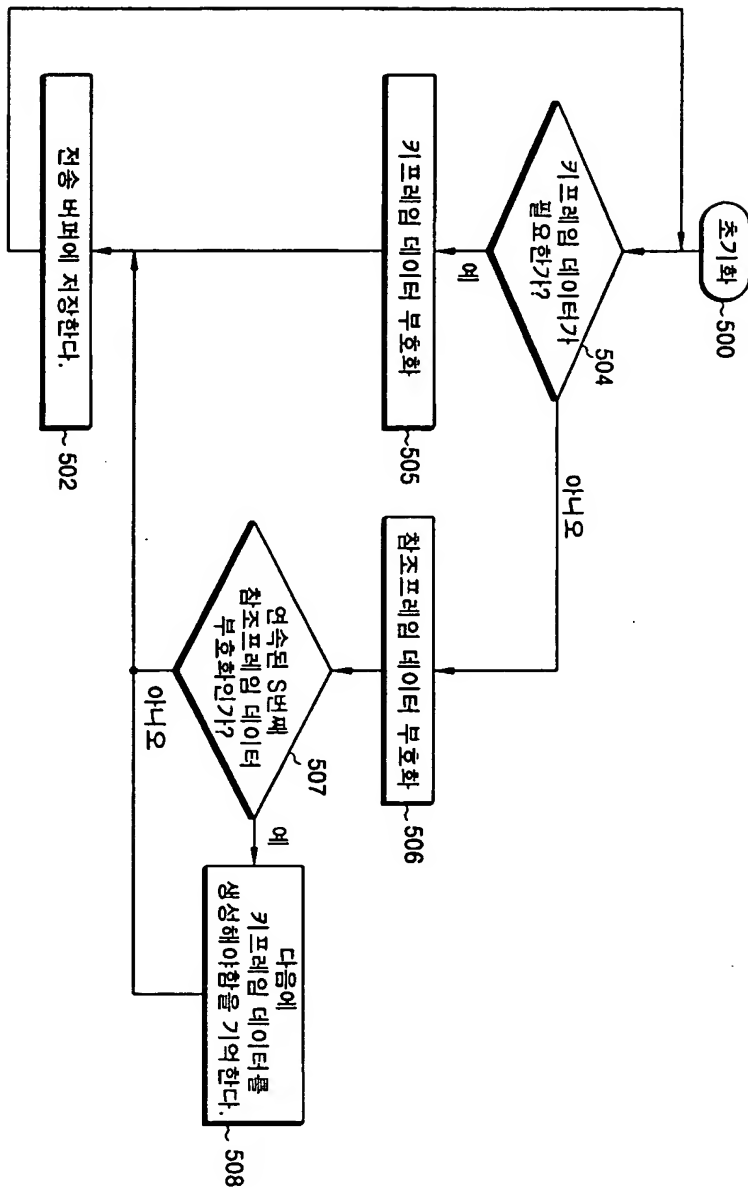 초기화
~500
키프레임 데이터가
필요한가?
504
예
아니오
키프레임 데이터 부호화
~505
참조프레임 데이터 부호화
~506
연속된 S번째
참조프레임 데이터
부호화인가?
507
예
아니오
다음에
키프레임 데이터를
생성해야함을 기억한다.
~508
전송 버퍼에 저장한다.
~502